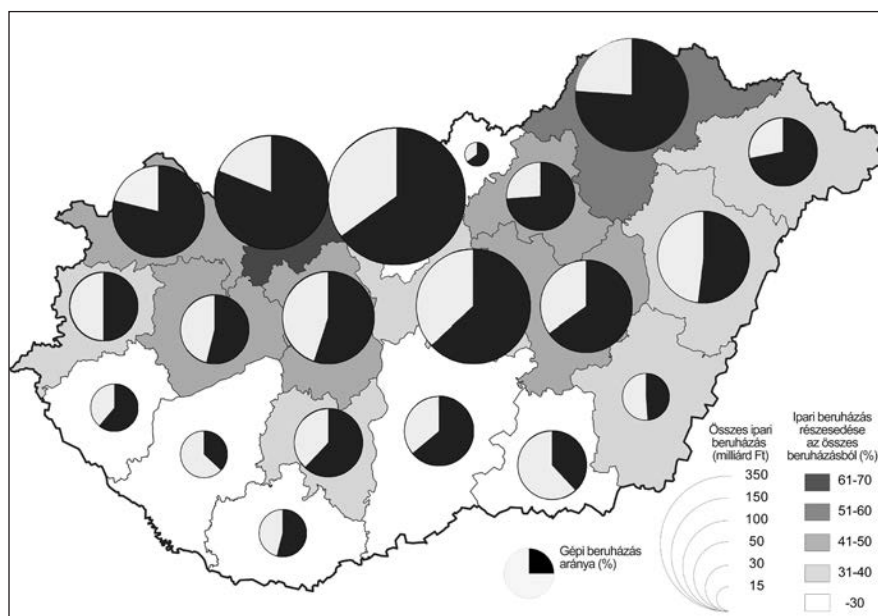 Összes ipari
beruházás
(milliárd Ft)
350
150
100
50
30
15
Ipari beruházás
részesedése
az összes
beruházásból (%)
61-70
51-60
41-50
31-40
-30
Gépi beruházás
aránya (%)